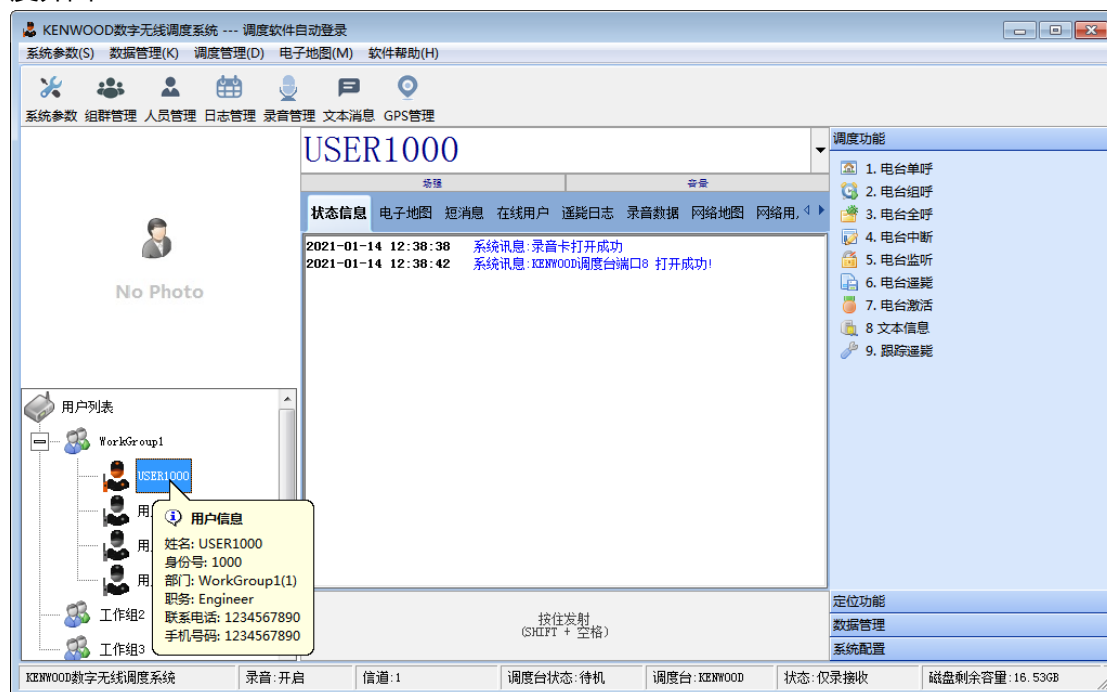 KENWOOD数字无线调度系统 --- 调度软件自动登录
系统参数(S) 数据管理(K) 调度管理(D) 电子地图(M) 软件帮助(H)
系统参数 组群管理 人员管理 日志管理 录音管理 文本消息 GPS管理
No Photo
USER1000
场强 音量
状态信息 电子地图 短消息 在线用户 遥毙日志 录音数据 网络地图 网络用
2021-01-14 12:38:38 系统讯息:录音卡打开成功
2021-01-14 12:38:42 系统讯息:KENWOOD调度台端口8 打开成功!
调度功能
1. 电台单呼
2. 电台组呼
3. 电台全呼
4. 电台中断
5. 电台监听
6. 电台遥毙
7. 电台激活
8 文本信息
9. 跟踪遥毙
用户列表
WorkGroup1
USER1000
用
用
用
工作组2
工作组3
用户信息
姓名: USER1000
身份号: 1000
部门: WorkGroup1(1)
职务: Engineer
联系电话: 1234567890
手机号码: 1234567890
按住发射
(SHIFT + 空格)
定位功能
数据管理
系统配置
KENWOOD数字无线调度系统 录音:开启 信道:1 调度台状态:待机 调度台:KENWOOD 状态:仅录接收 磁盘剩余容量:16.53GB